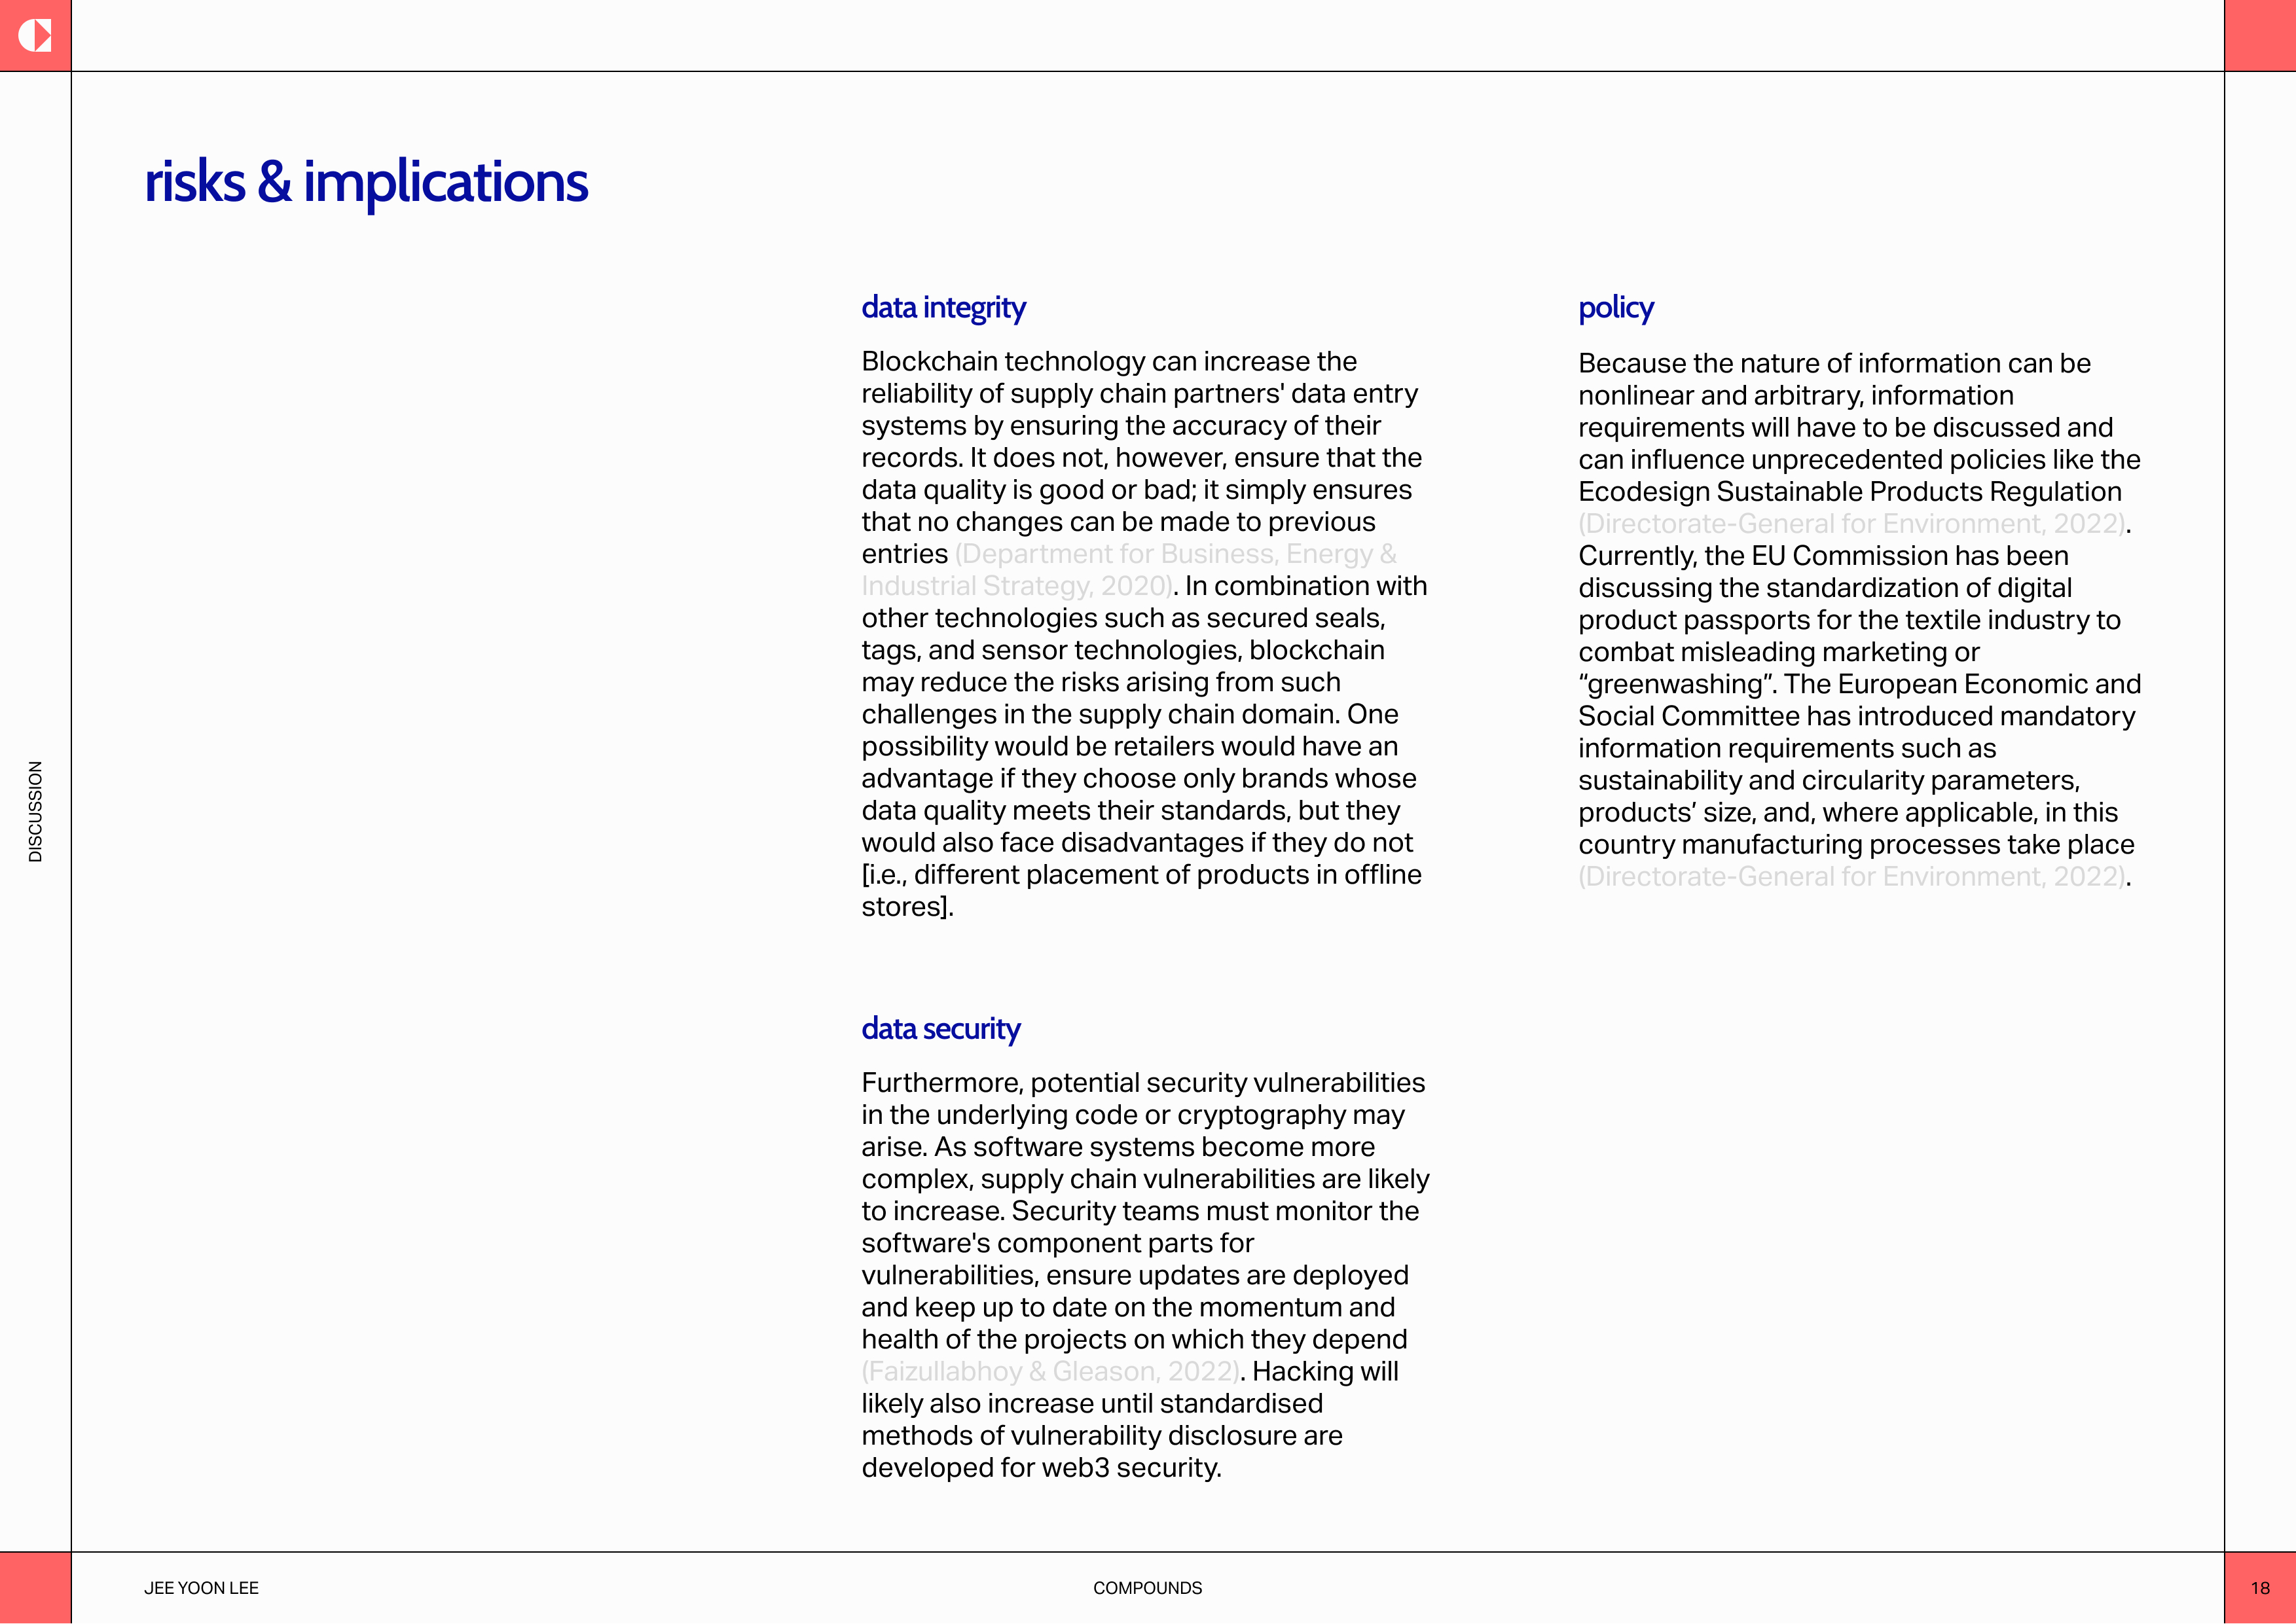 risks & implications
data integrity
Blockchain technology can increase the
reliability of supply chain partners' data entry
systems by ensuring the accuracy of their
records. It does not, however, ensure that the
data quality is good or bad; it simply ensures
that no changes can be made to previous
entries (Department for Business, Energy &
Industrial Strategy, 2020). In combination with
other technologies such as secured seals,
tags, and sensor technologies, blockchain
may reduce the risks arising from such
challenges in the supply chain domain. One
possibility would be retailers would have an
advantage if they choose only brands whose
data quality meets their standards, but they
would also face disadvantages if they do not
[i.e., different placement of products in offline
stores].
data security
Furthermore, potential security vulnerabilities
in the underlying code or cryptography may
arise. As software systems become more
complex, supply chain vulnerabilities are likely
to increase. Security teams must monitor the
software's component parts for
vulnerabilities, ensure updates are deployed
and keep up to date on the momentum and
health of the projects on which they depend
(Faizullabhoy & Gleason, 2022). Hacking will
likely also increase until standardised
methods of vulnerability disclosure are
developed for web3 security.
policy
Because the nature of information can be
nonlinear and arbitrary, information
requirements will have to be discussed and
can influence unprecedented policies like the
Ecodesign Sustainable Products Regulation
(Directorate-General for Environment, 2022).
Currently, the EU Commission has been
discussing the standardization of digital
product passports for the textile industry to
combat misleading marketing or
“greenwashing”. The European Economic and
Social Committee has introduced mandatory
information requirements such as
sustainability and circularity parameters,
products’ size, and, where applicable, in this
country manufacturing processes take place
(Directorate-General for Environment, 2022).
DISCUSSION
JEE YOON LEE
COMPOUNDS
18